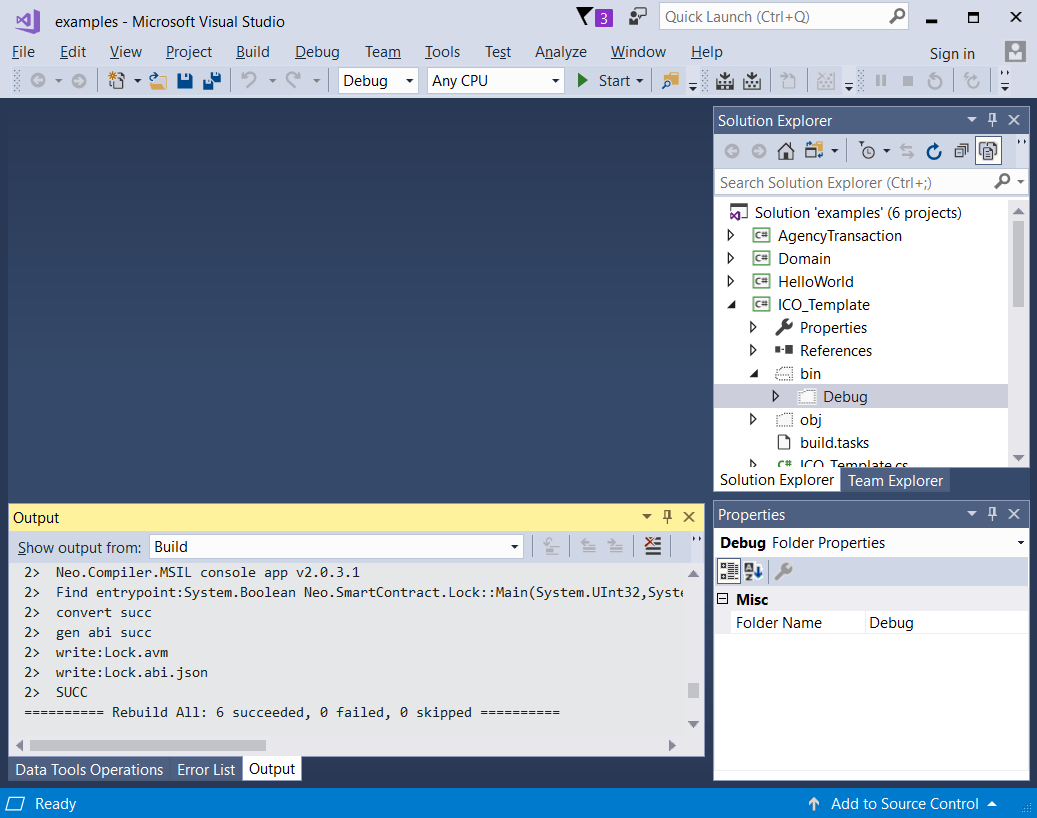 examples - Microsoft Visual Studio
3
Quick Launch (Ctrl+Q)
File Edit View Project Build Debug Team Tools Test Analyze Window Help
Sign in
Debug Any CPU Start
Solution Explorer
Search Solution Explorer (Ctrl+;)
Solution 'examples' (6 projects)
C# AgencyTransaction
C# Domain
C# HelloWorld
C# ICO_Template
Properties
References
bin
Debug
obj
build.tasks
C# ICO_Template.cs
Solution Explorer Team Explorer
Output
Show output from: Build
2> Neo.Compiler.MSIL console app v2.0.3.1
2> Find entrypoint:System.Boolean Neo.SmartContract.Lock::Main(System.UInt32,Syste
2> convert succ
2> gen abi succ
2> write:Lock.avm
2> write:Lock.abi.json
2> SUCC
========== Rebuild All: 6 succeeded, 0 failed, 0 skipped ==========
Data Tools Operations Error List Output
Properties
Debug Folder Properties
Misc
Folder Name Debug
Ready
Add to Source Control